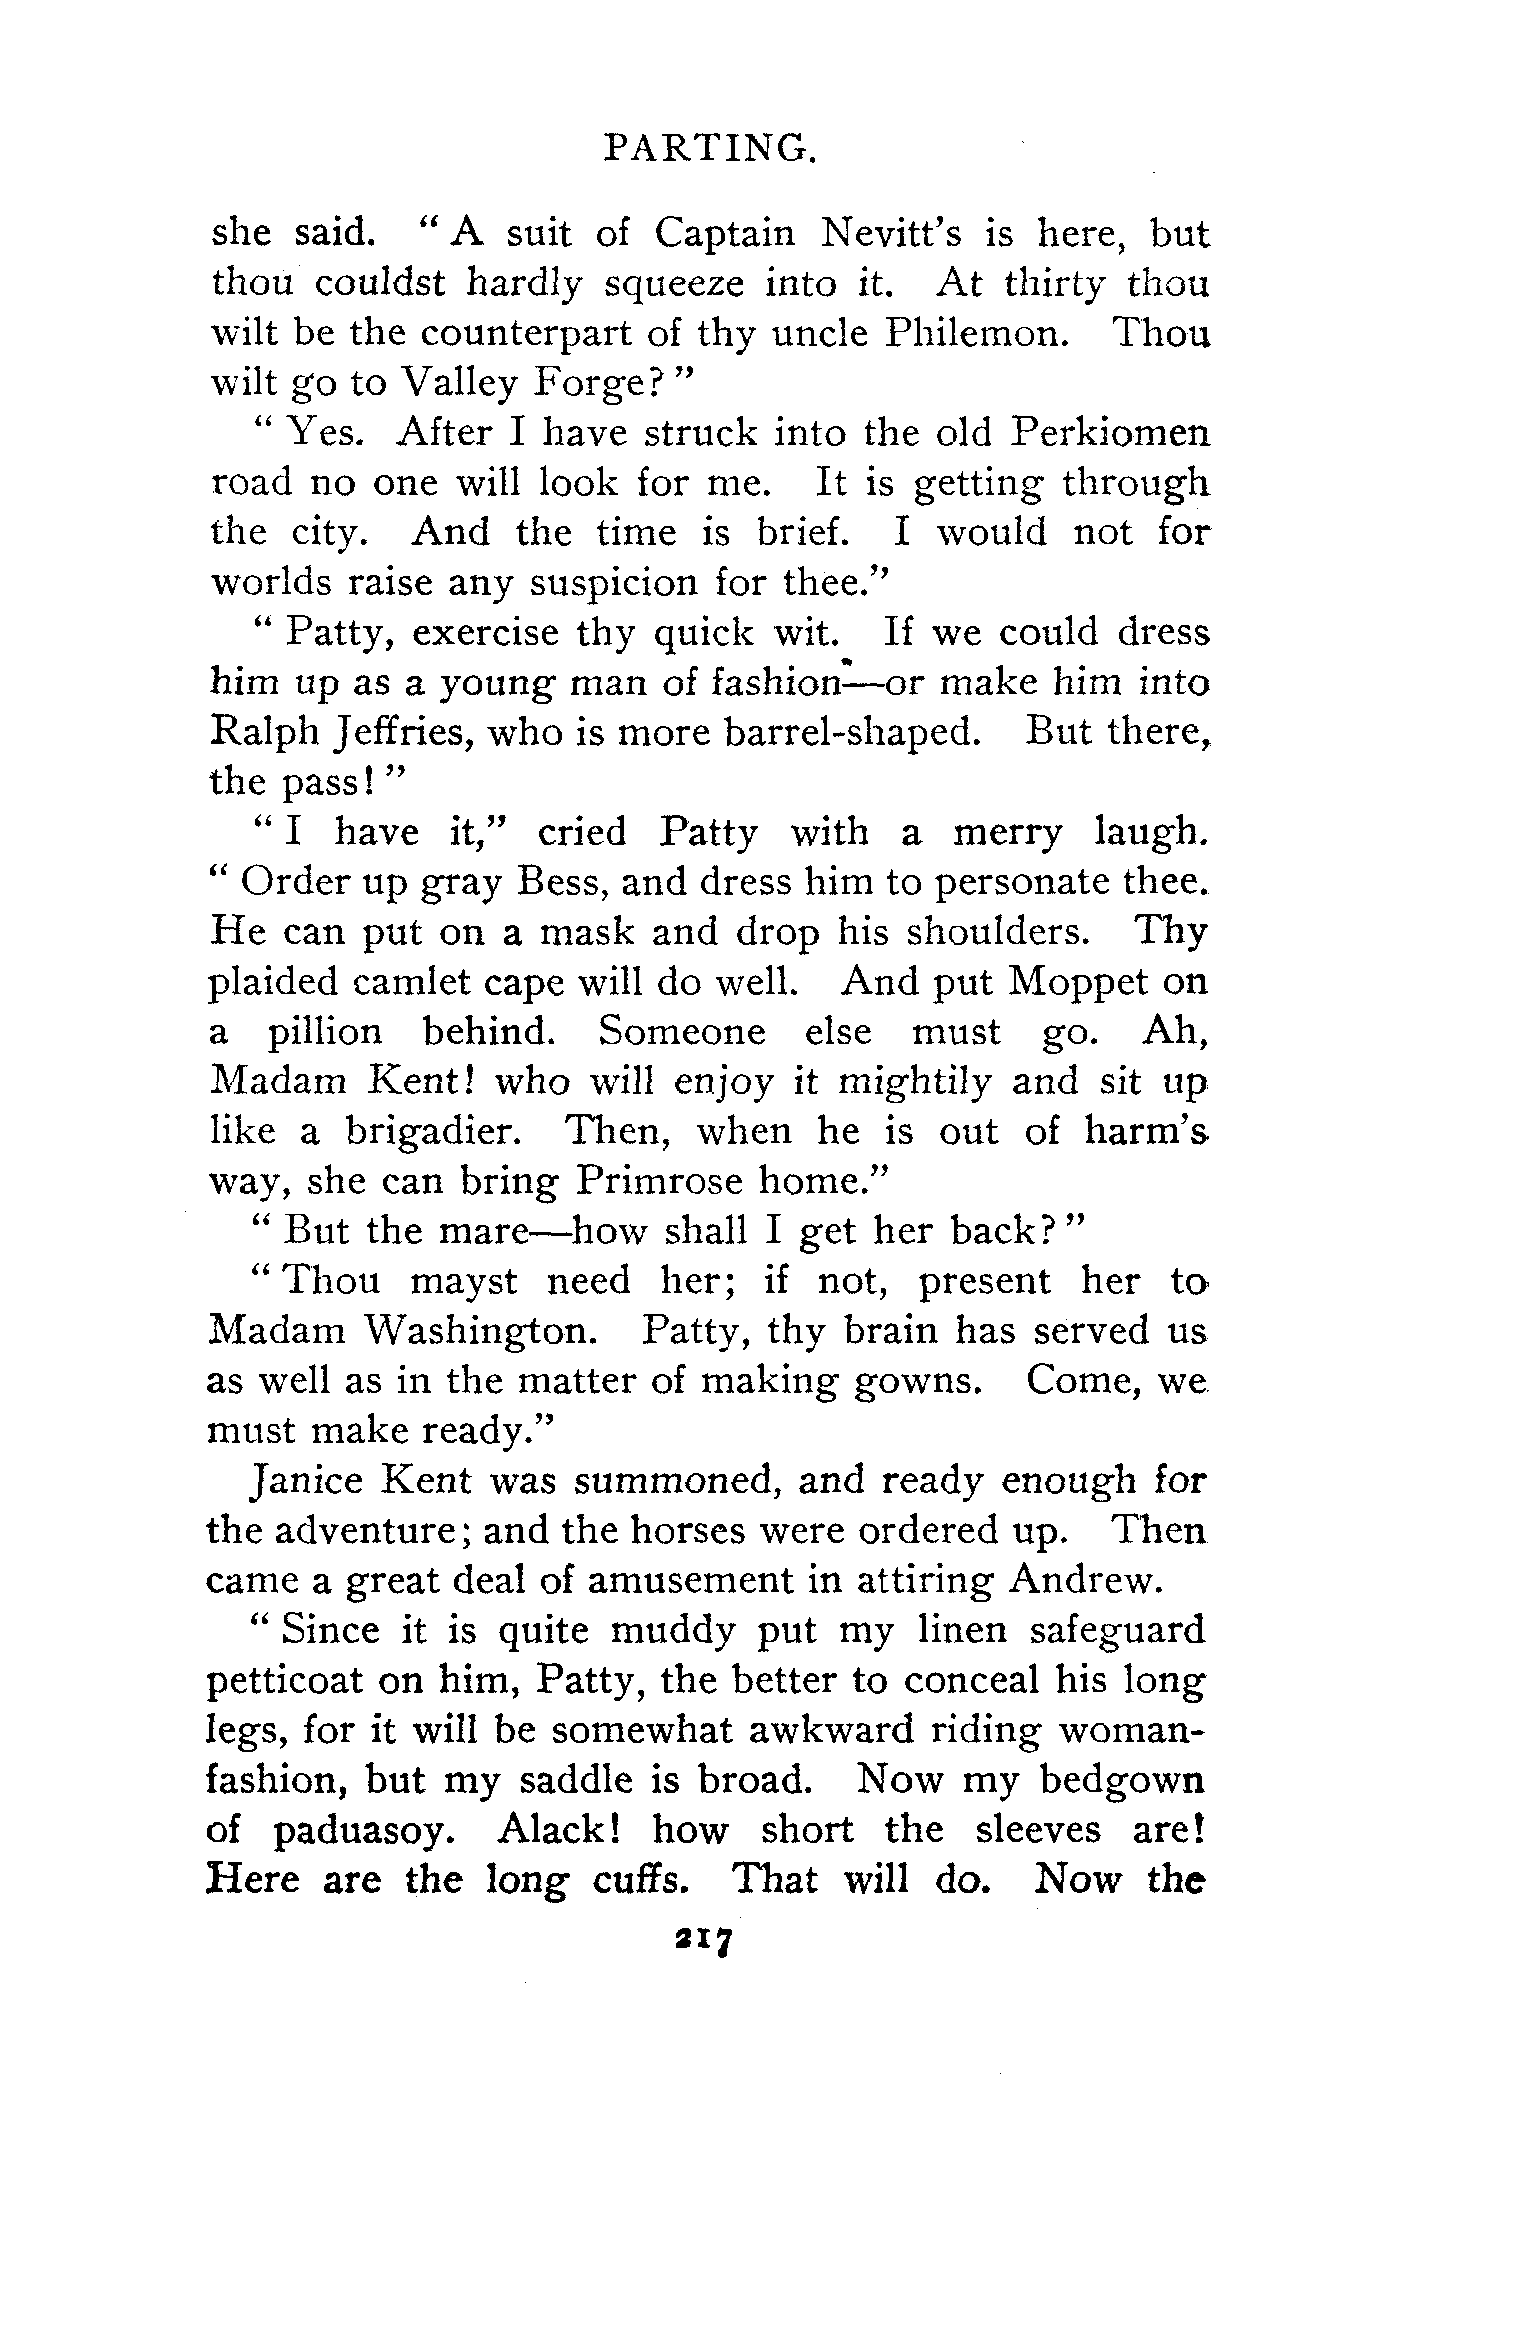 PARTING.
she said. “ A suit of Captain Nevitt’s is here, but
thou couldst hardly squeeze into it. At thirty thou
wilt be the counterpart of thy uncle Philemon. Thou
wilt go to Valley Forge? ”
“ Yes. After I have struck into the old Perkiomen
road no one will look for me. It is getting through
the city. And the time is brief. I would not for
worlds raise any suspicion for thee.”
“ Patty, exercise thy quick wit. If we could dress
him up as a young man of fashion—or make him into
Ralph Jeffries, who is more barrel-shaped. But there,
the pass! ”
“ I have it,” cried Patty with a merry laugh.
“ Order up gray Bess, and dress him to personate thee.
He can put on a mask and drop his shoulders. Thy
plaided camlet cape will do well. And put Moppet on
a pillion behind. Someone else must go. Ah,
Madam Kent! who will enjoy it mightily and sit up
like a brigadier. Then, when he is out of harm’s
way, she can bring Primrose home.”
“ But the mare—how shall I get her back? ”
“ Thou mayst need her; if not, present her to
Madam Washington. Patty, thy brain has served us
as well as in the matter of making gowns. Come, we
must make ready.”
Janice Kent was summoned, and ready enough for
the adventure; and the horses were ordered up. Then
came a great deal of amusement in attiring Andrew.
“ Since it is quite muddy put my linen safeguard
petticoat on him, Patty, the better to conceal his long
legs, for it will be somewhat awkward riding woman-
fashion, but my saddle is broad. Now my bedgown
of paduasoy. Alack! how short the sleeves are!
Here are the long cuffs. That will do. Now the
217